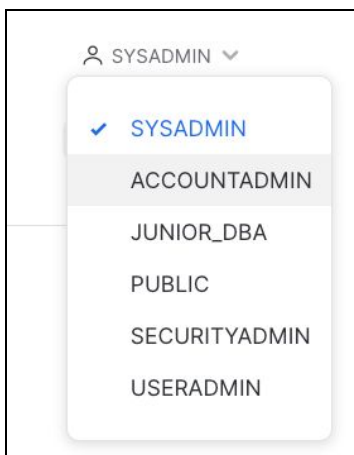 SYSADMIN
SYSADMIN
ACCOUNTADMIN
JUNIOR_DBA
PUBLIC
SECURITYADMIN
USERADMIN